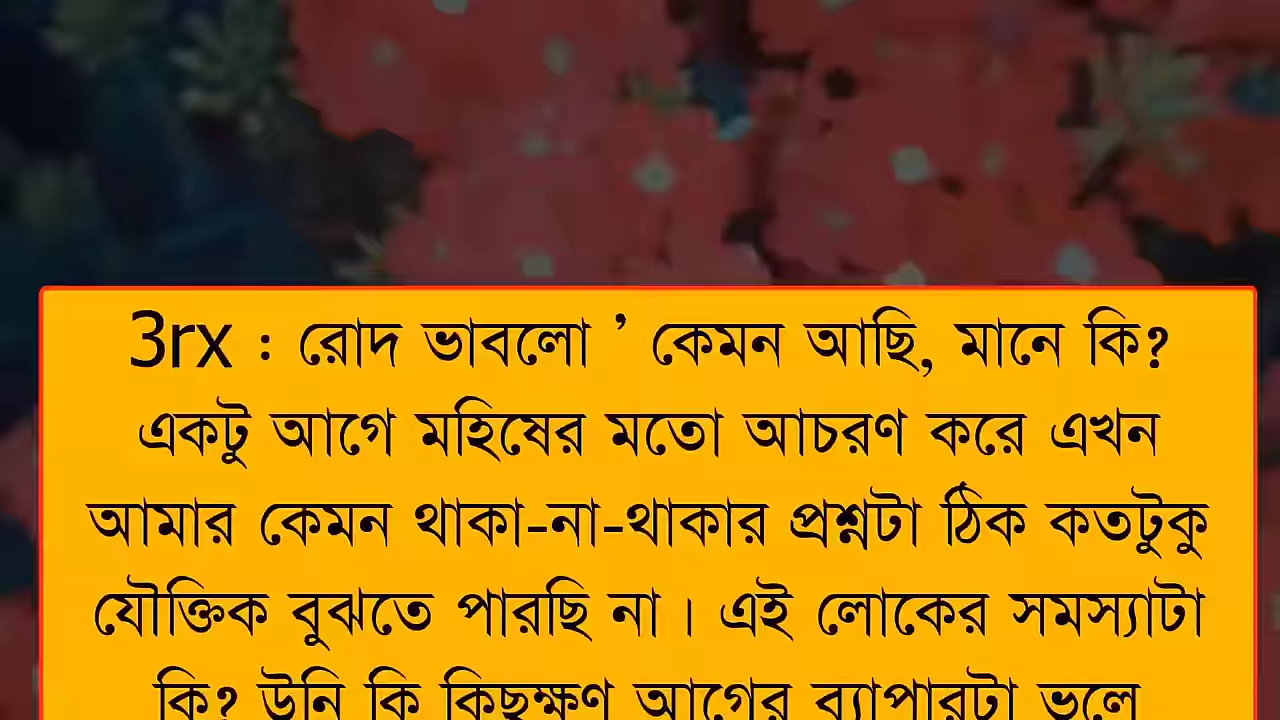 3rx : রোদ ভাবলো ’ কেমন আছি, মানে কি?
একটু আগে মহিষের মতো আচরণ করে এখন
আমার কেমন থাকা-না-থাকার প্রশ্নটা ঠিক কতটুকু
যৌক্তিক বুঝতে পারছি না। এই লোকের সমস্যাটা
কি? উনি কি কিছুক্ষণ আগের ব্যাপারটা ভুলে